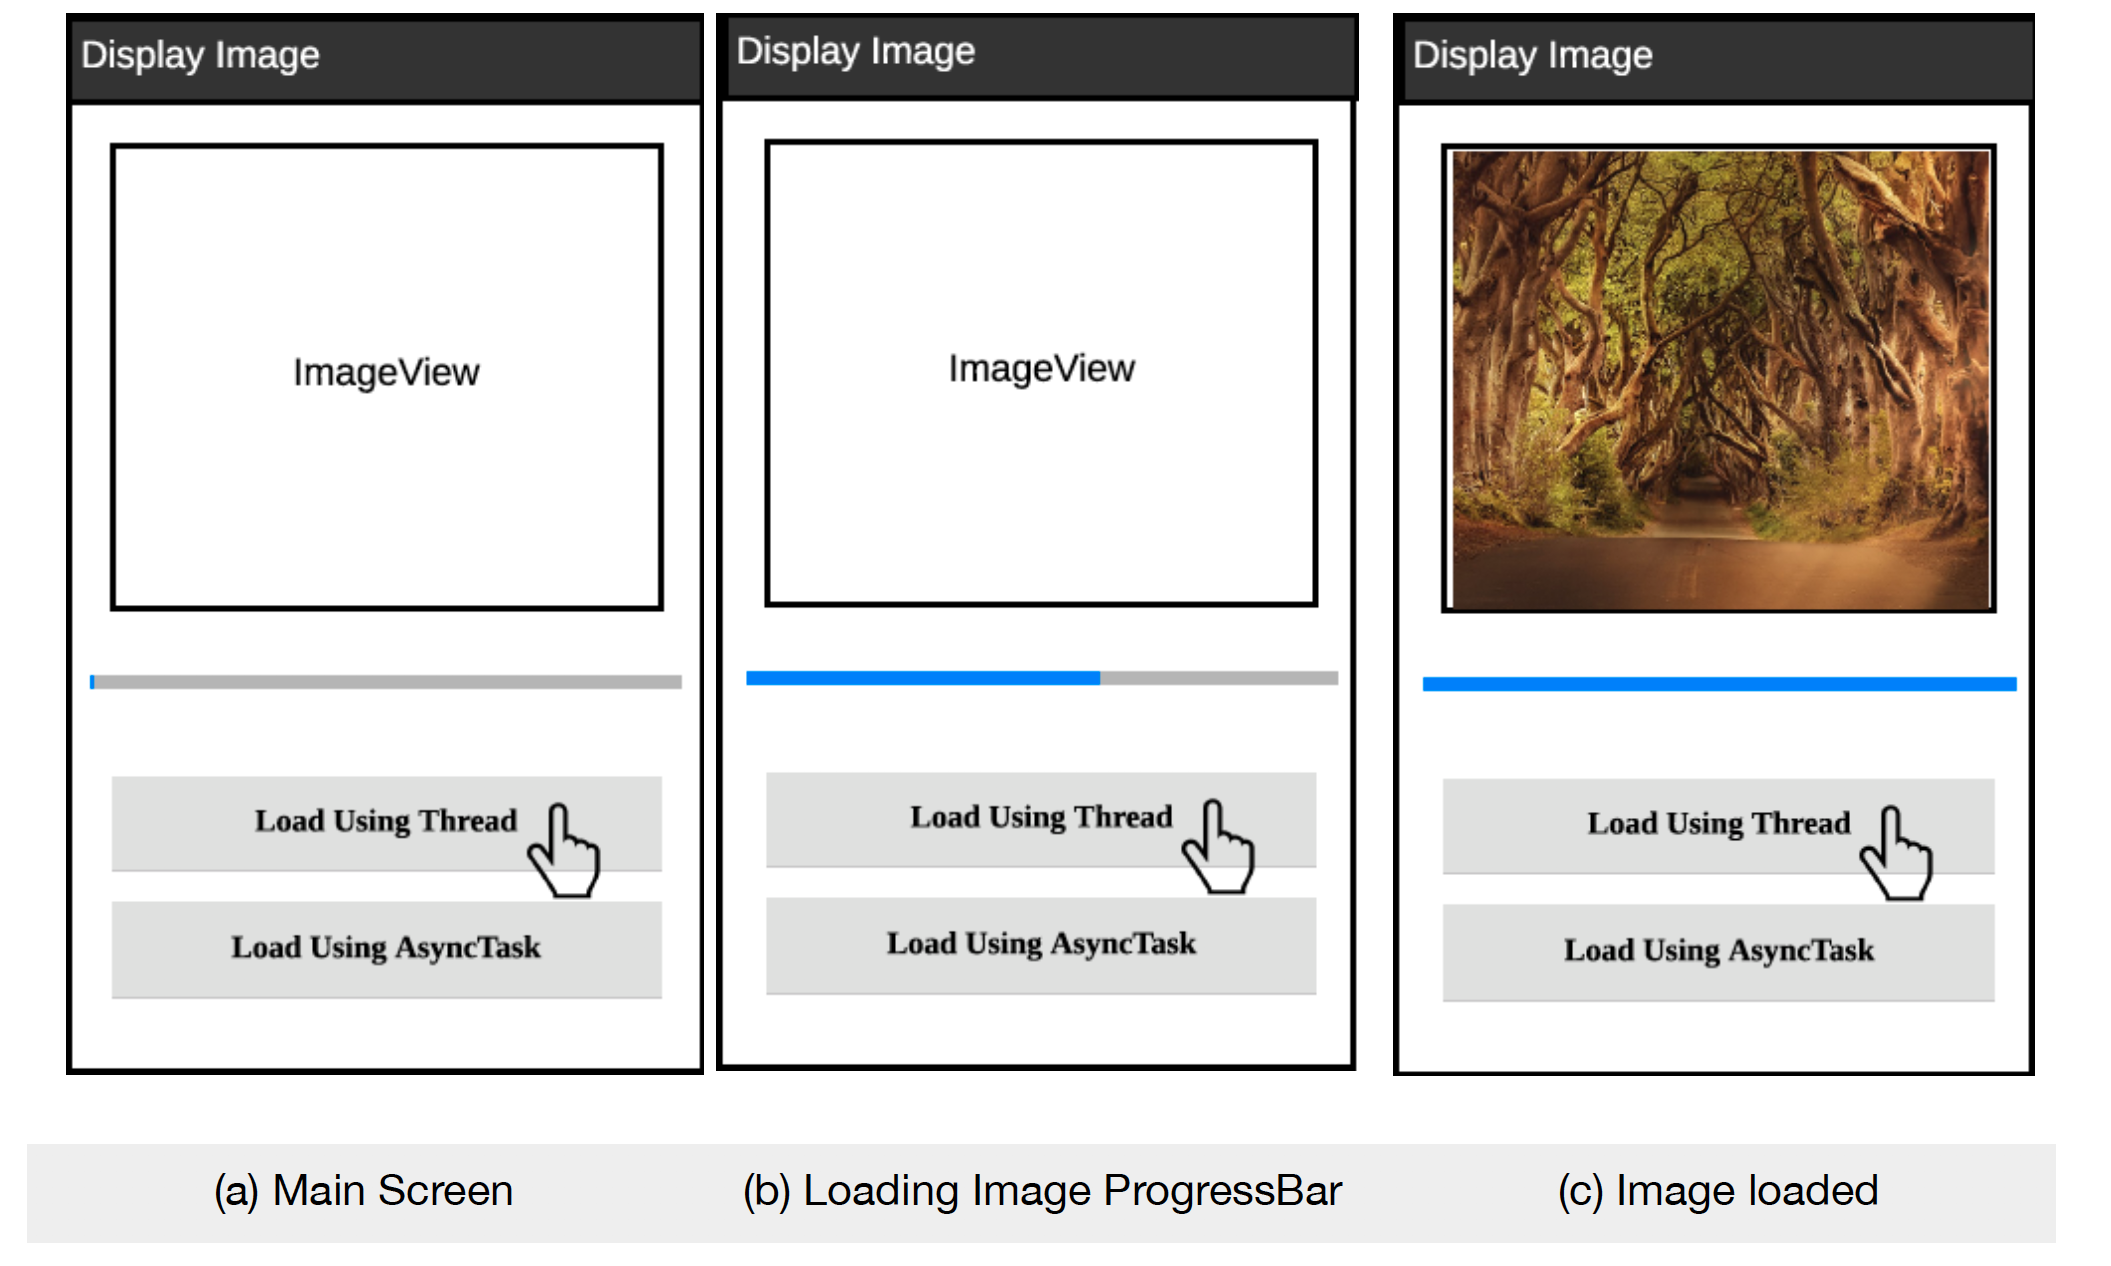 Display Image
ImageView
Load Using Thread
Load Using AsyncTask
Display Image
ImageView
Load Using Thread
Load Using AsyncTask
Display Image
Load Using Thread
Load Using AsyncTask
(a) Main Screen
(b) Loading Image ProgressBar
(c) Image loaded